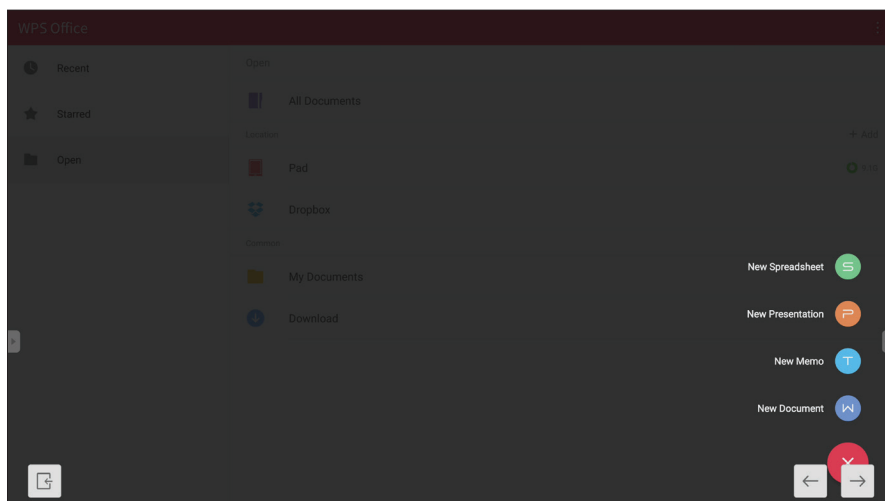 WPS Office
Recent
Starred
Open
Open
All Documents
Location
+ Add
Pad
Dropbox
Common
My Documents
Download
New Spreadsheet
New Presentation
New Memo
New Document